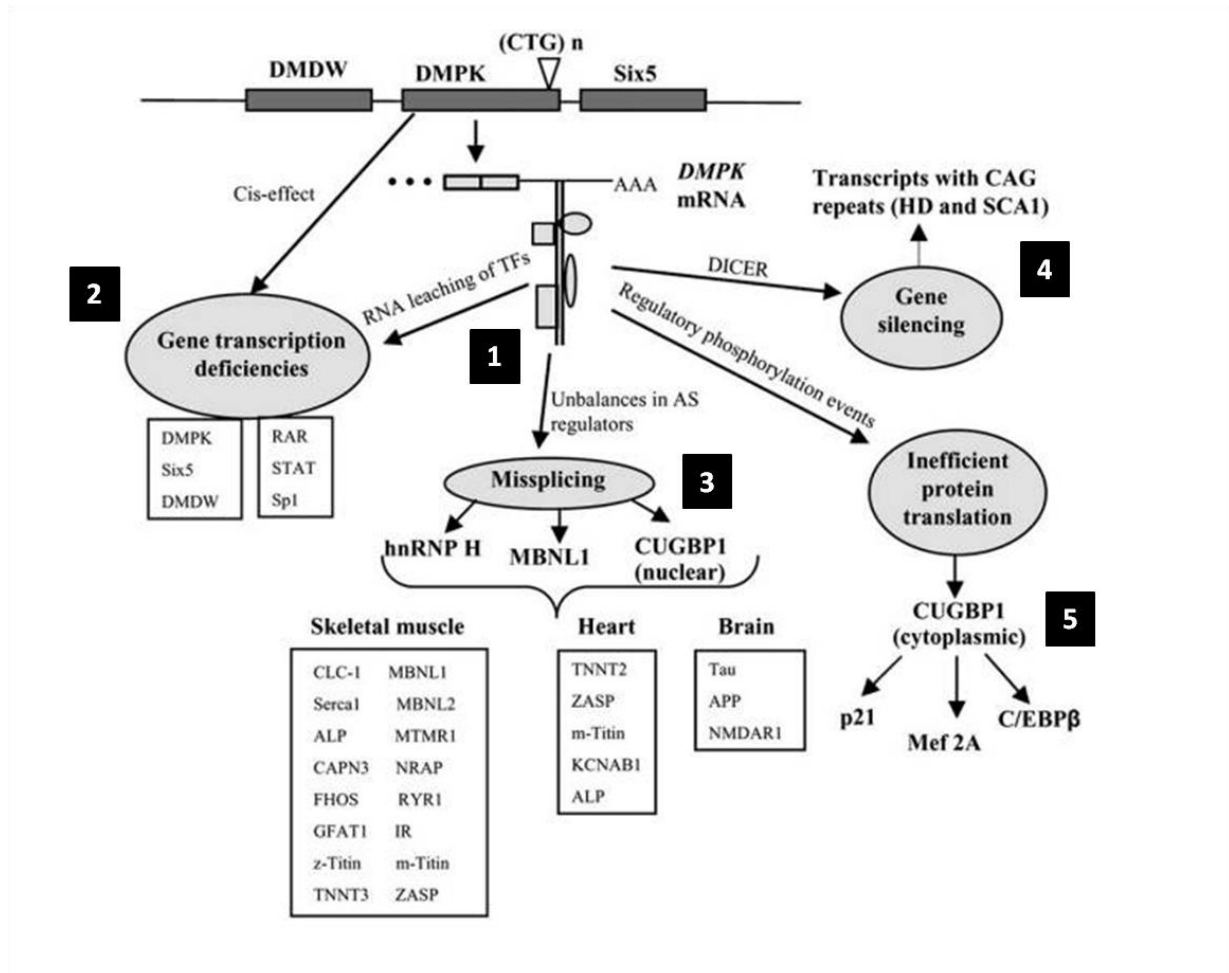 (CTG) n
DMDW
DMPK
Six5
Cis-effect
AAA
DMPK
mRNA
Transcripts with CAG
repeats (HD and SCA1)
DICER
4
Gene
silencing
2
RNA leaching of TFs
Regulatory phosphorylation events
Gene transcription
deficiencies
1
Unbalances in AS
regulators
DMPK
Six5
DMDW
RAR
STAT
Sp1
Missplicing
3
Inefficient
protein
translation
hnRNP H
MBNL1
CUGBP1
(nuclear)
CUGBP1
(cytoplasmic)
5
p21
Mef 2A
C/EBPβ
Skeletal muscle
CLC-1 MBNL1
Serca1 MBNL2
ALP MTMR1
CAPN3 NRAP
FHOS RYR1
GFAT1 IR
z-Titin m-Titin
TNNT3 ZASP
Heart
TNNT2
ZASP
m-Titin
KCNAB1
ALP
Brain
Tau
APP
NMDAR1